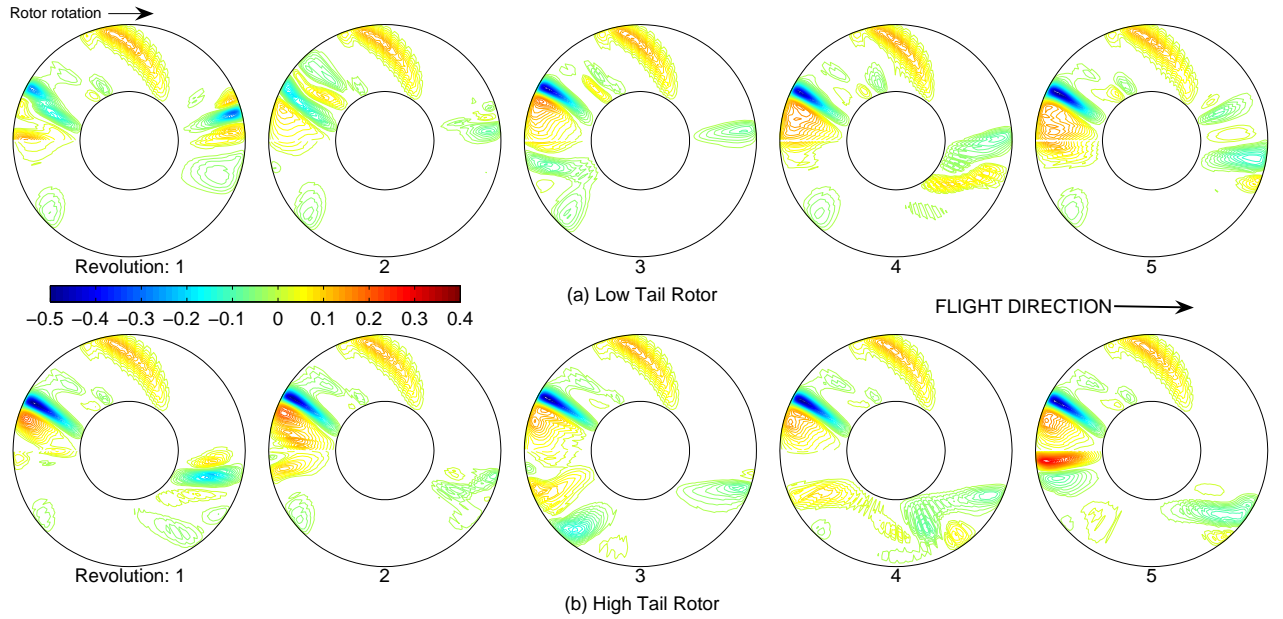 Rotor rotation
Revolution: 1 2 3 4 5
(a) Low Tail Rotor
−0.5 −0.4 −0.3 −0.2 −0.1 0 0.1 0.2 0.3 0.4
FLIGHT DIRECTION
Revolution: 1 2 3 4 5
(b) High Tail Rotor